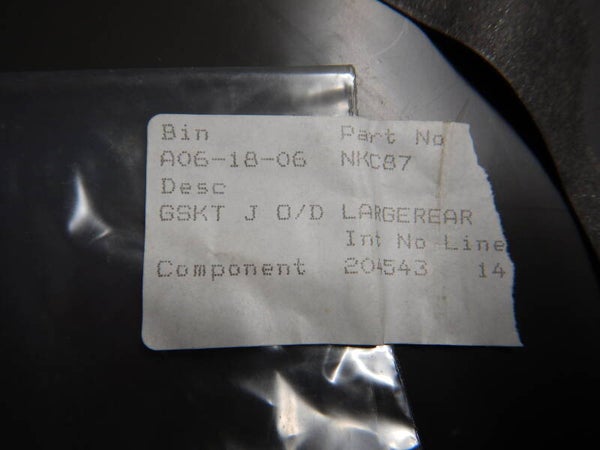 Bin Part No
A06-18-06 NKC87
Desc
GSKT J O/D LARGEREAR
Int No Line
Component 204543 14